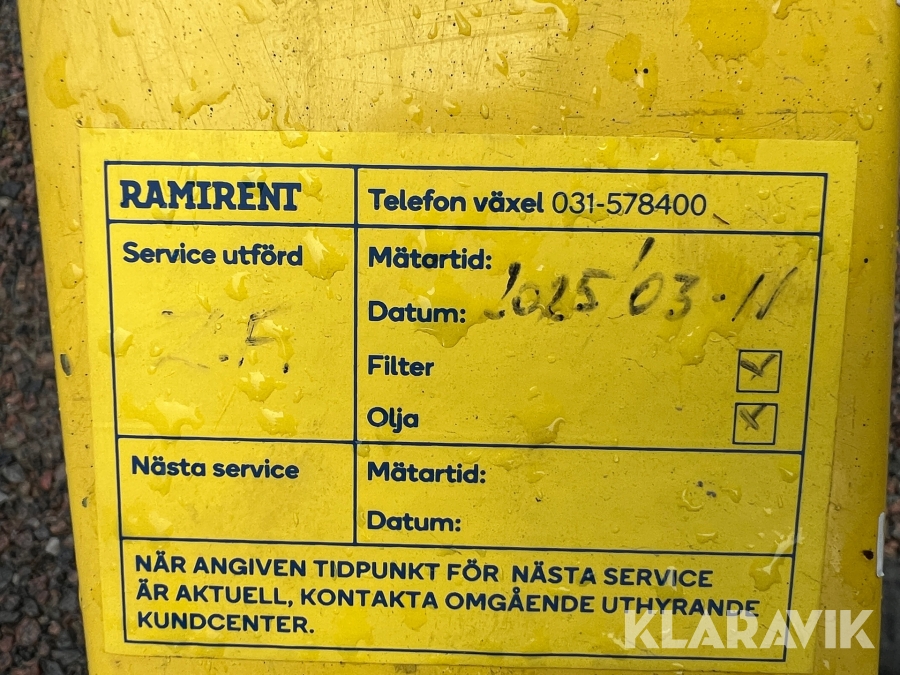 RAMIRENT
Telefon växel 031-578400
Service utförd
Mätartid:
Datum: 2025/03-11
Filter
Olja
Nästa service
Mätartid:
Datum:
NÄR ANGIVEN TIDPUNKT FÖR NÄSTA SERVICE
ÄR AKTUELL, KONTAKTA OMGÅENDE UTHYRANDE
KUNDCENTER.
KLARAVIK